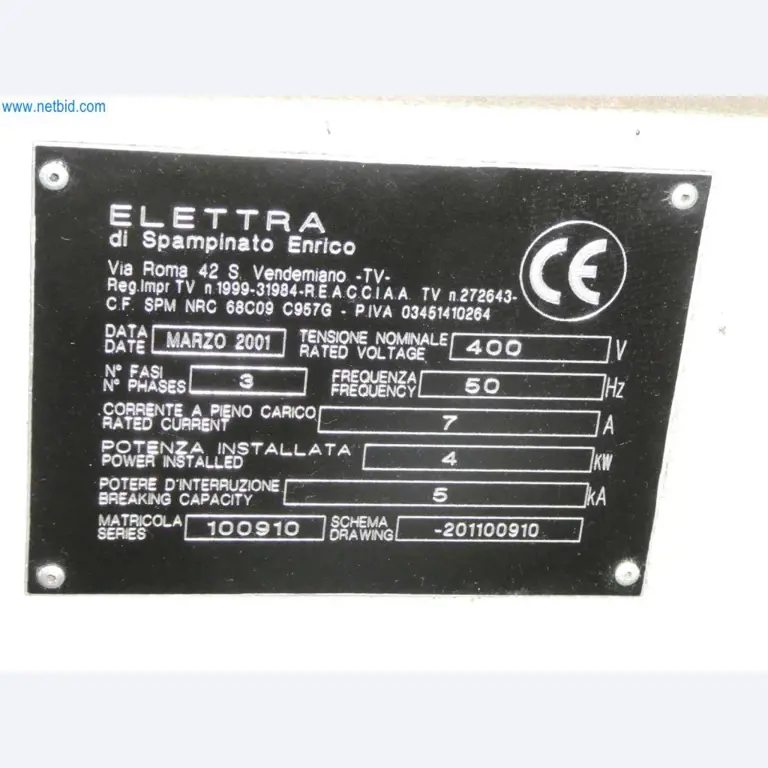 www.netbid.com
ELETTRA
di Spampinato Enrico
CE
Via Roma 42 S. Vendemiano -TV-
Reg.Impr TV n.1999-31984-R.E.A.C.C.I.A.A. TV n.272643-
C.F. SPM NRC 68C09 C957G - P.IVA 03451410264
DATA MARZO 2001 TENSIONE NOMINALE 400 V
DATE RATED VOLTAGE
N° FASI 3 FREQUENZA 50 Hz
N° PHASES FREQUENCY
CORRENTE A PIENO CARICO 7 A
RATED CURRENT
POTENZA INSTALLATA 4 KW
POWER INSTALLED
POTERE D'INTERRUZIONE 5 kA
BREAKING CAPACITY
MATRICOLA 100910 SCHEMA -201100910
SERIES DRAWING